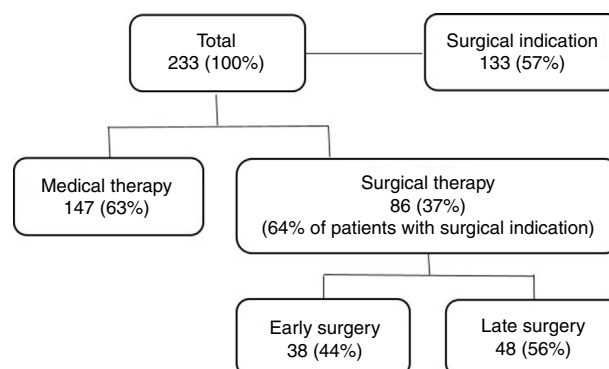 Total
233 (100%)
Surgical indication
133 (57%)
Medical therapy
147 (63%)
Surgical therapy
86 (37%)
(64% of patients with surgical indication)
Early surgery
38 (44%)
Late surgery
48 (56%)